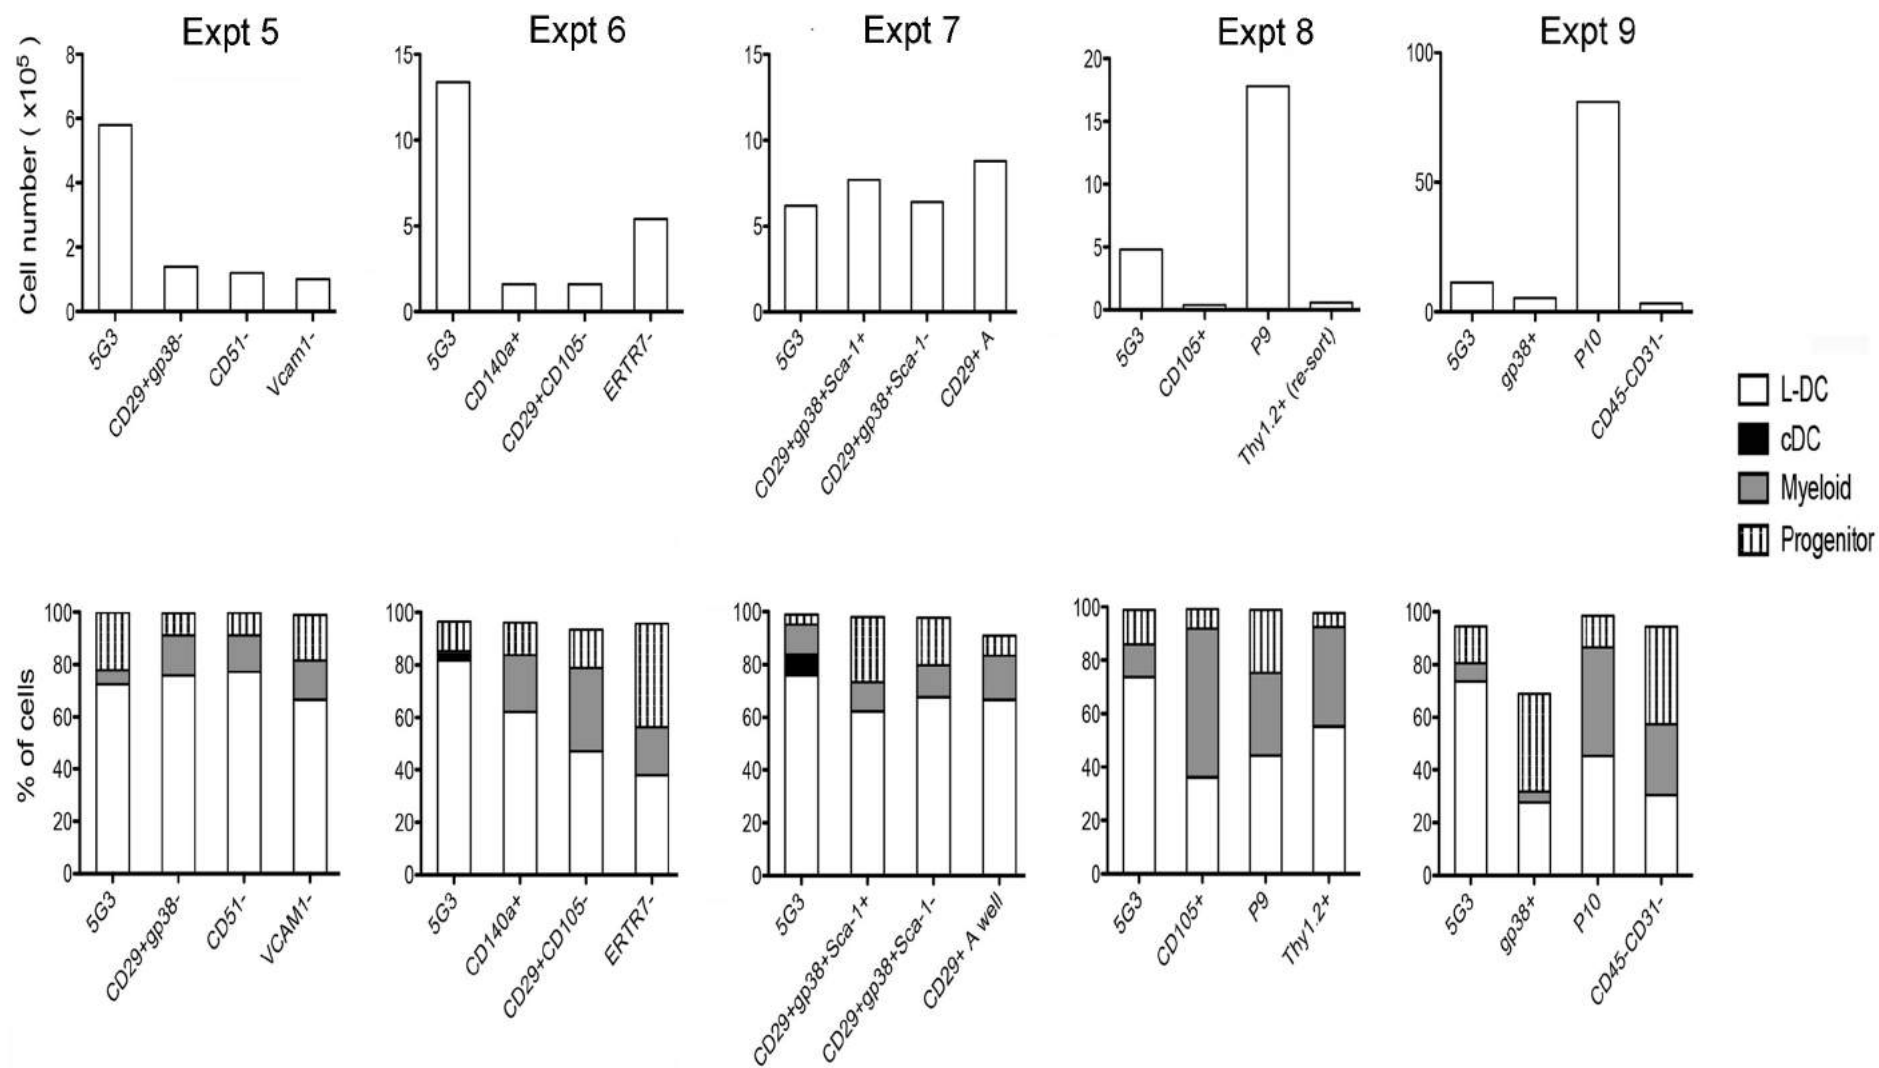 Expt 5
Expt 6
Expt 7
Expt 8
Expt 9
Cell number ( x10⁵ )
8
6
4
2
0
5G3
CD29+gp38-
CD51-
Vcam1-
15
10
5
0
5G3
CD140a+
CD29+CD105-
ERTR7-
15
10
5
0
5G3
CD29+gp38+Sca-1+
CD29+gp38+Sca-1-
CD29+ A
20
15
10
5
0
5G3
CD105+
P9
Thy1.2+ (re-sort)
100
50
0
5G3
gp38+
P10
CD45-CD31-
L-DC
cDC
Myeloid
Progenitor
% of cells
100
80
60
40
20
0
5G3
CD29+gp38-
CD51-
VCAM1-
100
80
60
40
20
0
5G3
CD140a+
CD29+CD105-
ERTR7-
100
80
60
40
20
0
5G3
CD29+gp38+Sca-1+
CD29+gp38+Sca-1-
CD29+ A well
100
80
60
40
20
0
5G3
CD105+
P9
Thy1.2+
100
80
60
40
20
0
5G3
gp38+
P10
CD45-CD31-